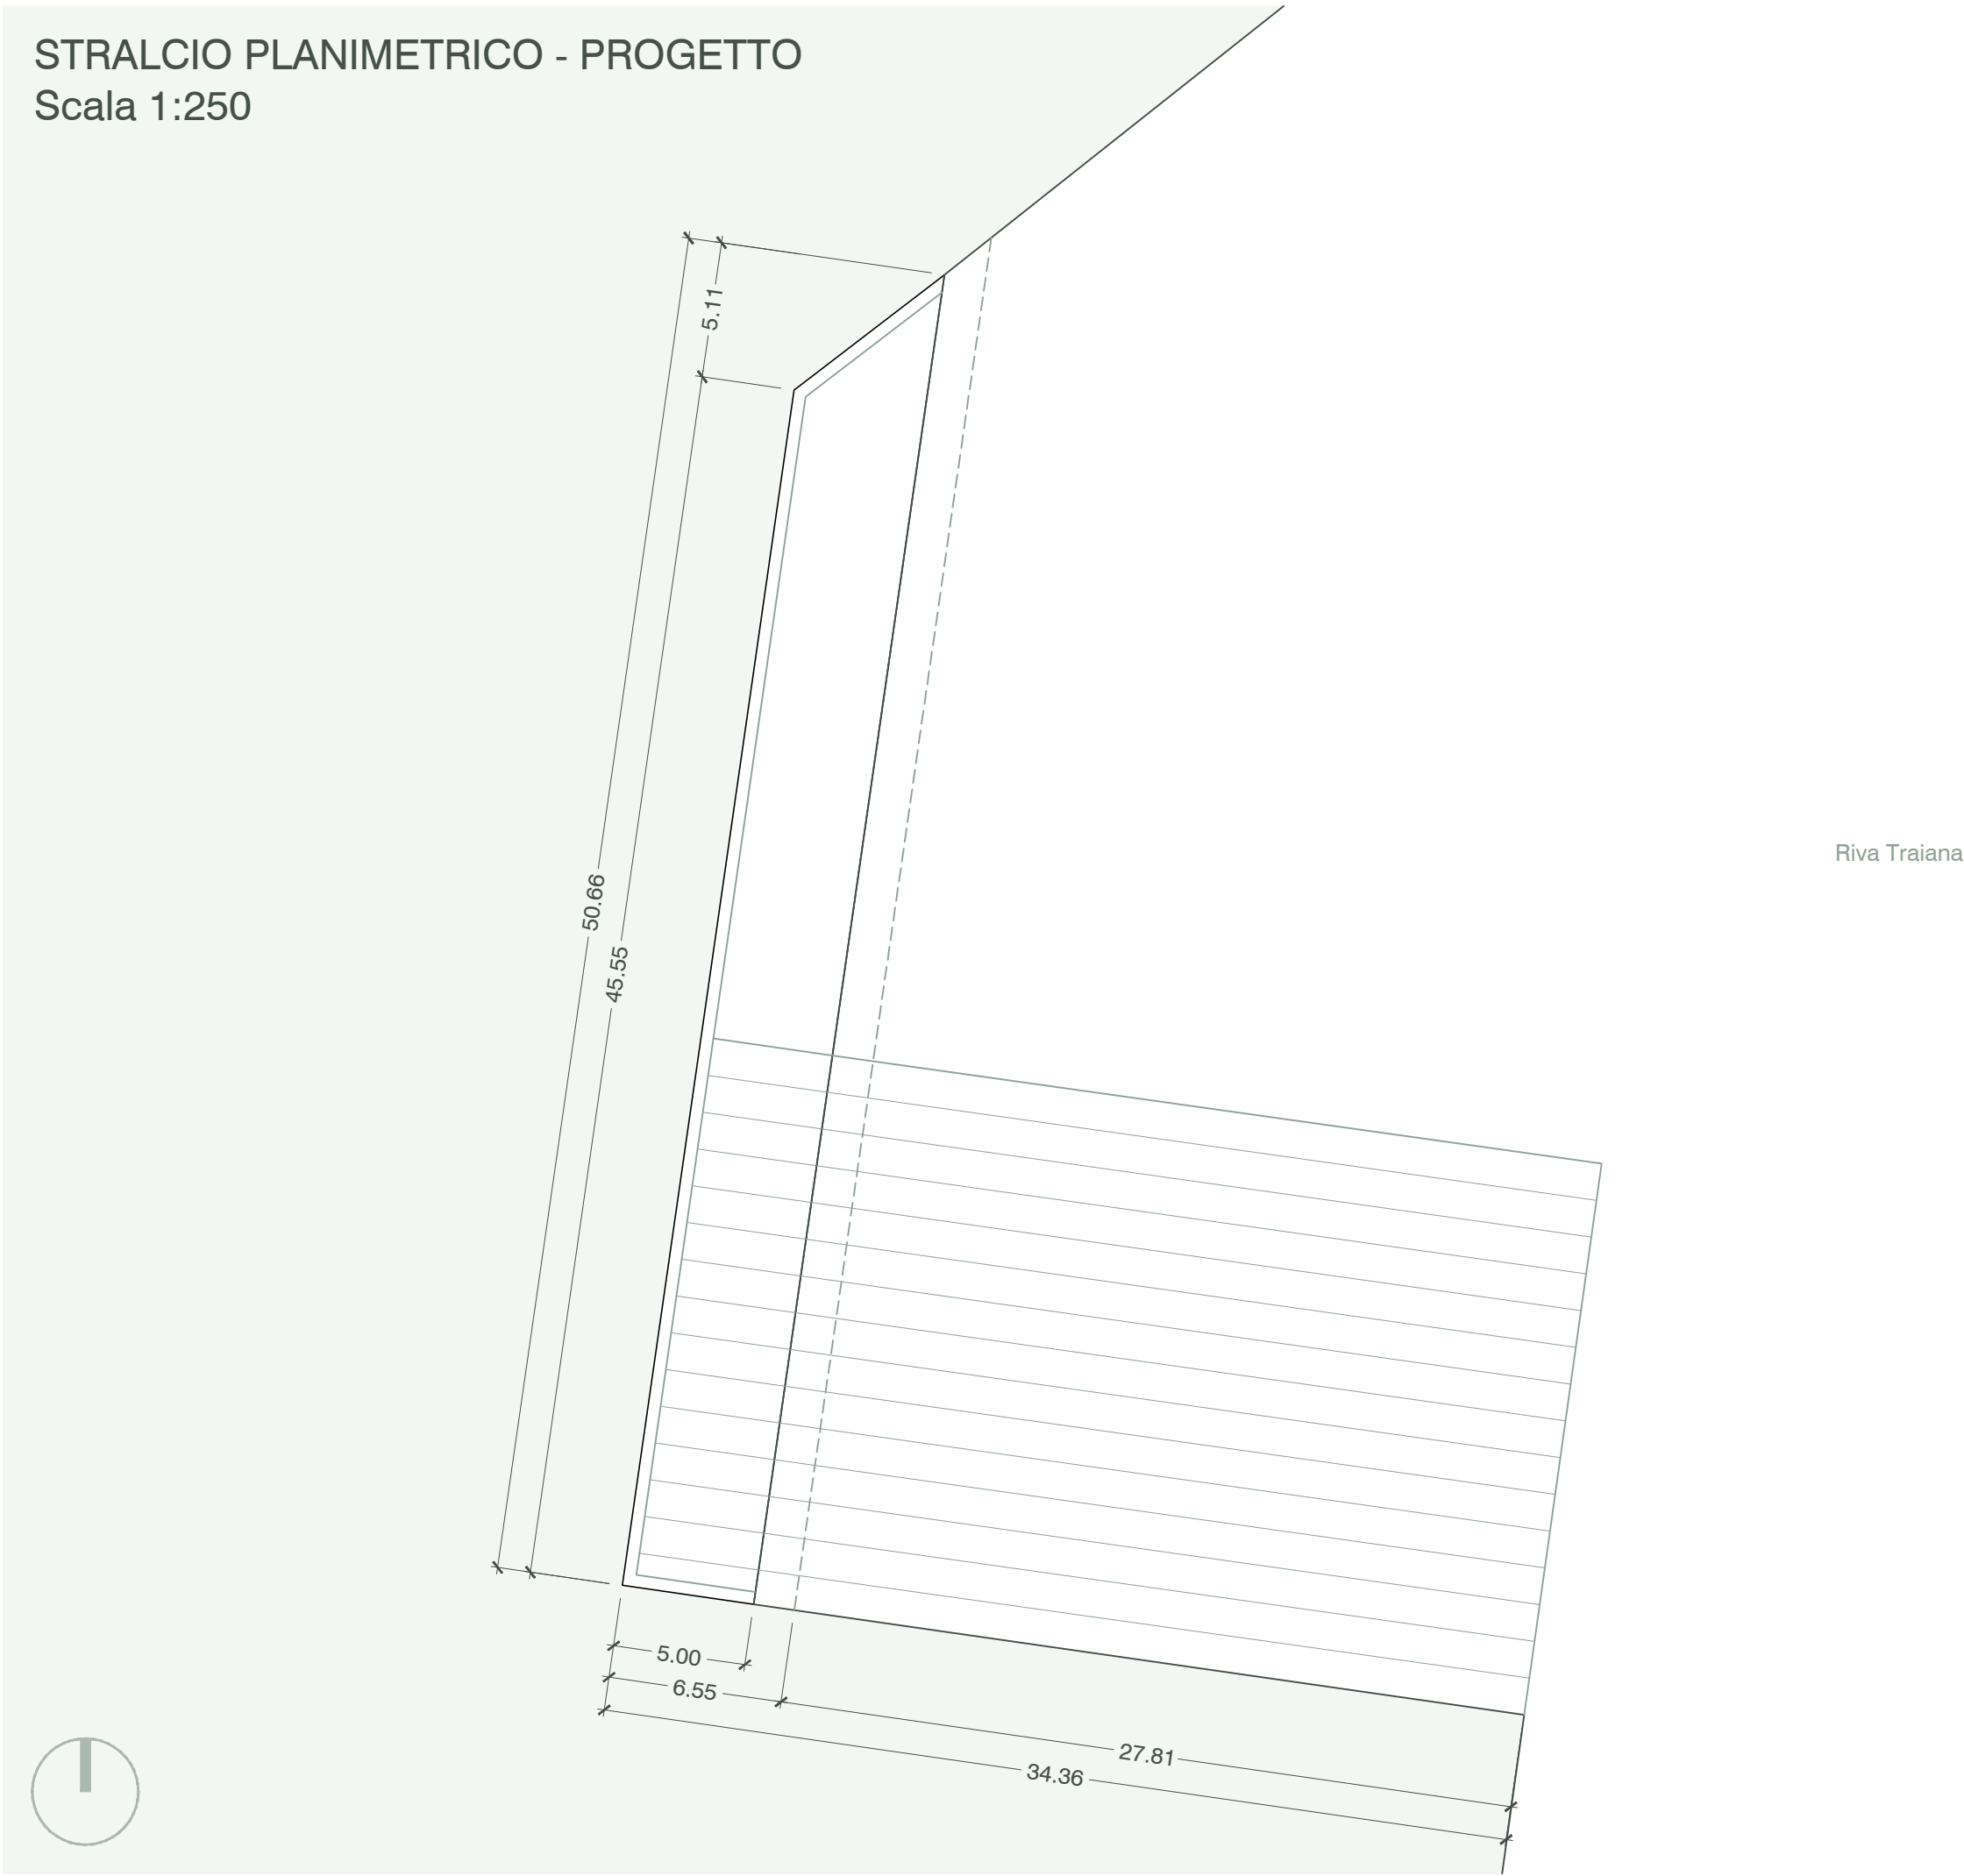 STRALCIO PLANIMETRICO - PROGETTO
Scala 1:250
5.11
50.66
45.55
Riva Traiana
5.00
6.55
27.81
34.36